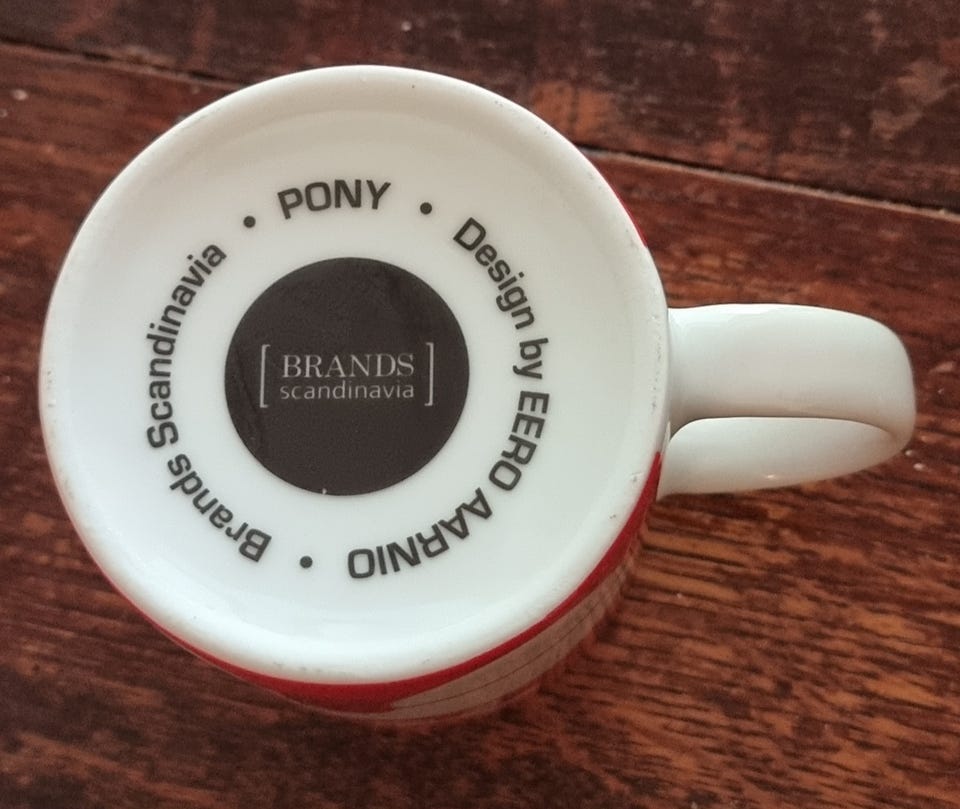 PONY • Design by EERO AARNIO • Brands Scandinavia •
[BRANDS
scandinavia]